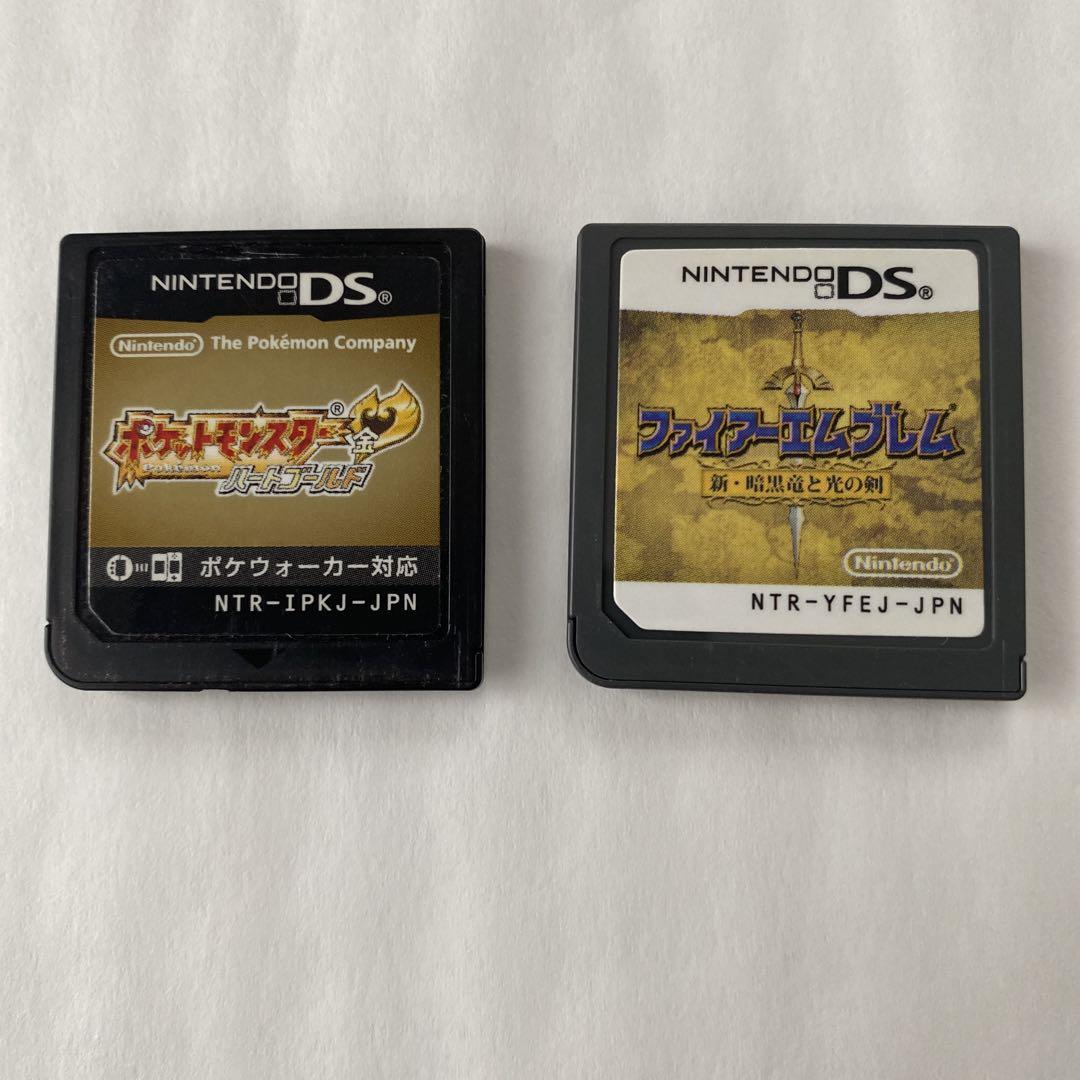 NINTENDO DS®
Nintendo® The Pokémon Company
ポケットモンスター®
Pokémon
金
ハートゴールド
ポケウォーカー対応
NTR-IPKJ-JPN
NINTENDO DS®
ファイアーエムブレム®
新・暗黒竜と光の剣
Nintendo®
NTR-YFEJ-JPN